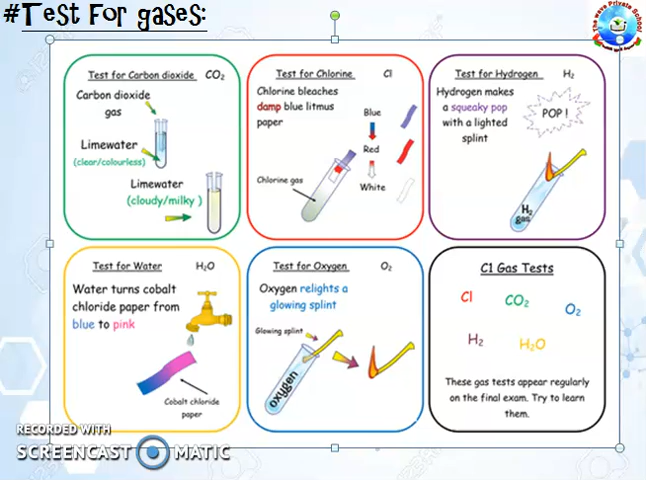 #Test For gases:
The wave Private School
Test for Carbon dioxide CO₂
Carbon dioxide
gas
Limewater
(clear/colourless)
Limewater
(cloudy/milky )
Test for Chlorine Cl
Chlorine bleaches
damp blue litmus
paper
Blue
Red
White
Chlorine gas
Test for Hydrogen H₂
Hydrogen makes
a squeaky pop
with a lighted
splint
POP !
H₂
gas
Test for Water H₂O
Water turns cobalt
chloride paper from
blue to pink
Cobalt chloride
paper
Test for Oxygen O₂
Oxygen relights a
glowing splint
Glowing splint
oxygen
C1 Gas Tests
Cl
CO₂
O₂
H₂
H₂O
These gas tests appear regularly
on the final exam. Try to learn
them.
RECORDED WITH
SCREENCAST MATIC